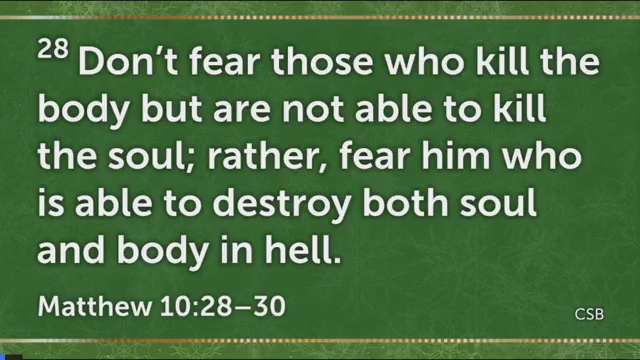 28 Don’t fear those who kill the
body but are not able to kill
the soul; rather, fear him who
is able to destroy both soul
and body in hell.
Matthew 10:28–30
CSB